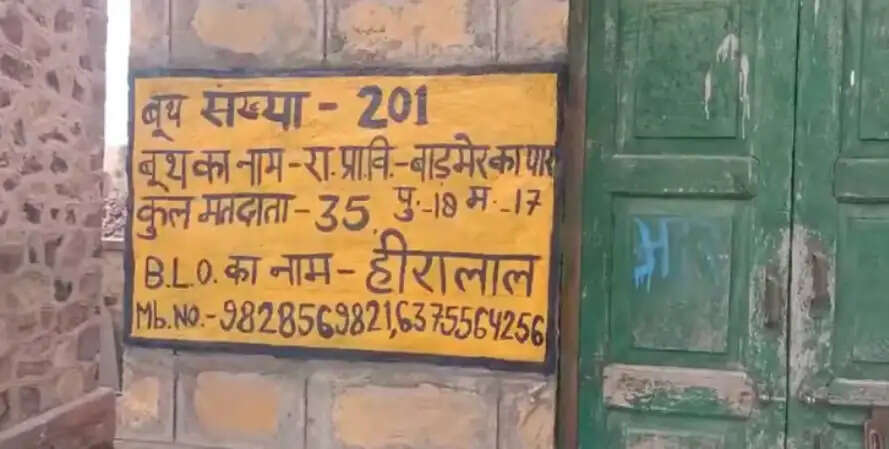 बूथ संख्या - 201
बूथ का नाम - रा. प्रा. वि. - बाड़मेर का पार
कुल मतदाता - 35. पु. -18 म. -17
B.L.O. का नाम - हीरालाल
Mb.NO.-9828569821,6375564256